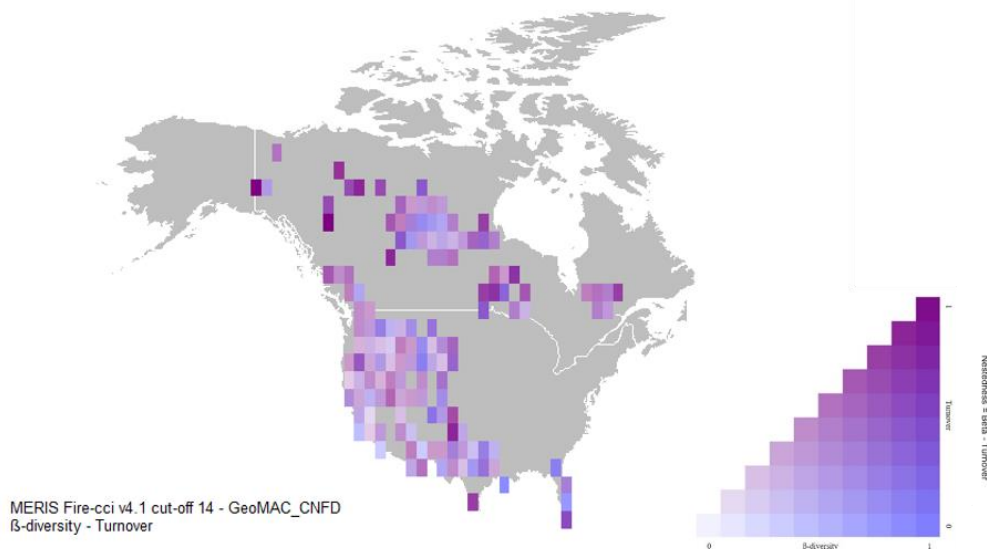 MERIS Fire-cci v4.1 cut-off 14 - GeoMAC_CNFD
ß-diversity - Turnover
1
Turnover
0
Nestedness = Beta - Turnover
0
ß-diversity
1